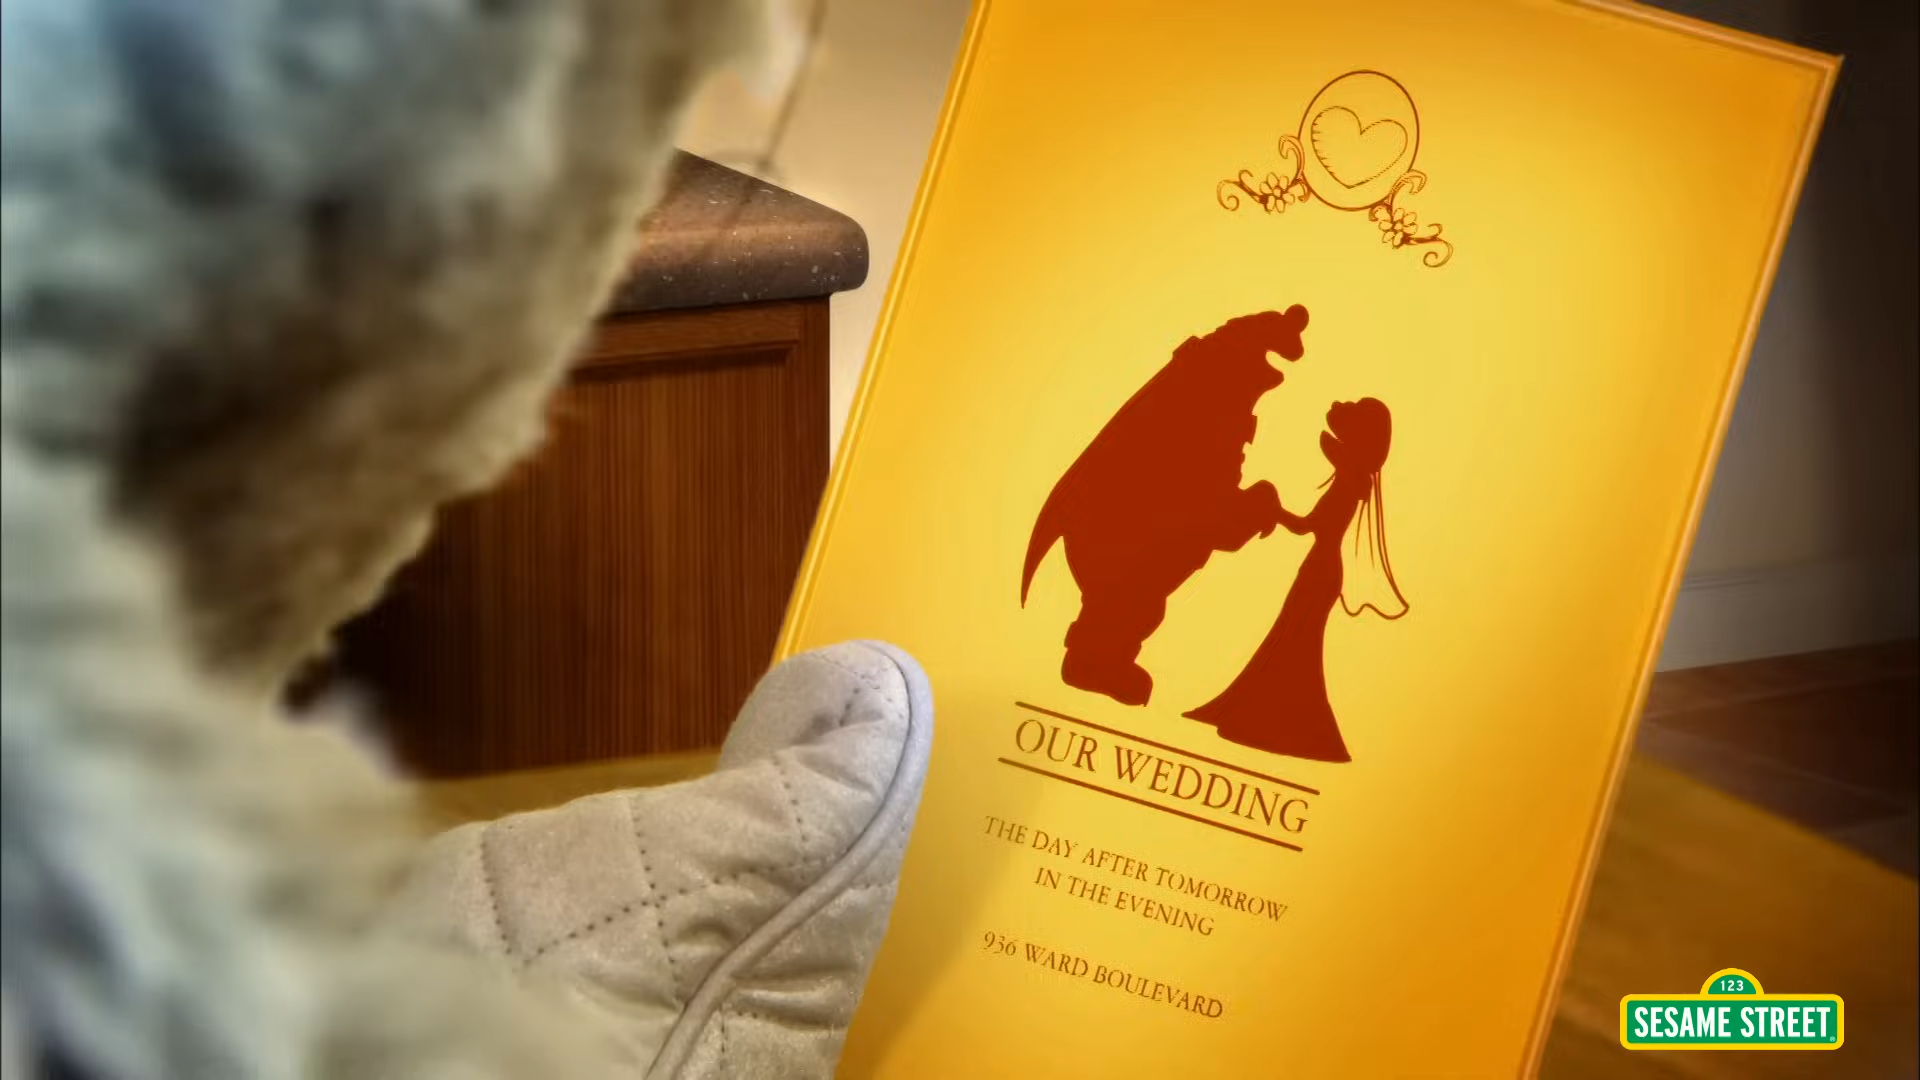 OUR WEDDING
THE DAY AFTER TOMORROW
IN THE EVENING
936 WARD BOULEVARD
123
SESAME STREET